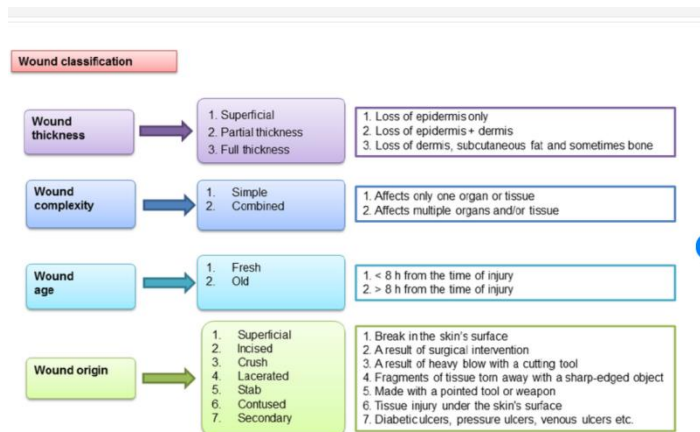 Wound classification
Wound
thickness
1. Superficial
2. Partial thickness
3. Full thickness
1. Loss of epidermis only
2. Loss of epidermis + dermis
3. Loss of dermis, subcutaneous fat and sometimes bone
Wound
complexity
1. Simple
2. Combined
1. Affects only one organ or tissue
2. Affects multiple organs and/or tissue
Wound
age
1. Fresh
2. Old
1. < 8 h from the time of injury
2. > 8 h from the time of injury
Wound origin
1. Superficial
2. Incised
3. Crush
4. Lacerated
5. Stab
6. Contused
7. Secondary
1. Break in the skin's surface
2. A result of surgical intervention
3. A result of heavy blow with a cutting tool
4. Fragments of tissue torn away with a sharp-edged object
5. Made with a pointed tool or weapon
6. Tissue injury under the skin's surface
7. Diabetic ulcers, pressure ulcers, venous ulcers etc.